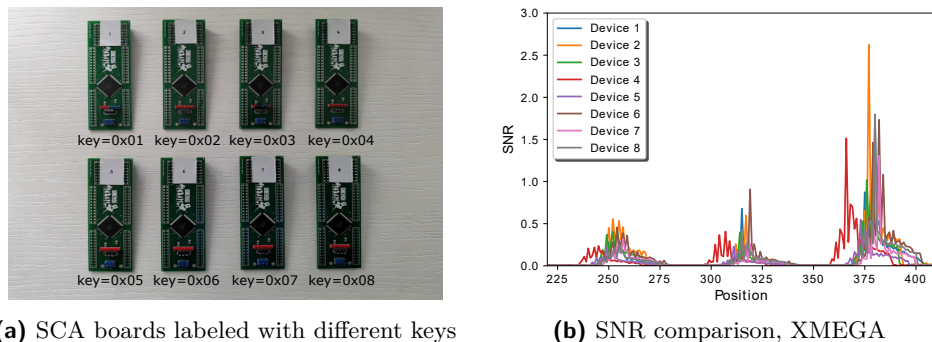 1
2
3
4
key=0x01 key=0x02 key=0x03 key=0x04
5
6
7
8
key=0x05 key=0x06 key=0x07 key=0x08
(a) SCA boards labeled with different keys
3.0
2.5
2.0
1.5
1.0
0.5
0.0
SNR
Device 1
Device 2
Device 3
Device 4
Device 5
Device 6
Device 7
Device 8
225 250 275 300 325 350 375 400
Position
(b) SNR comparison, XMEGA